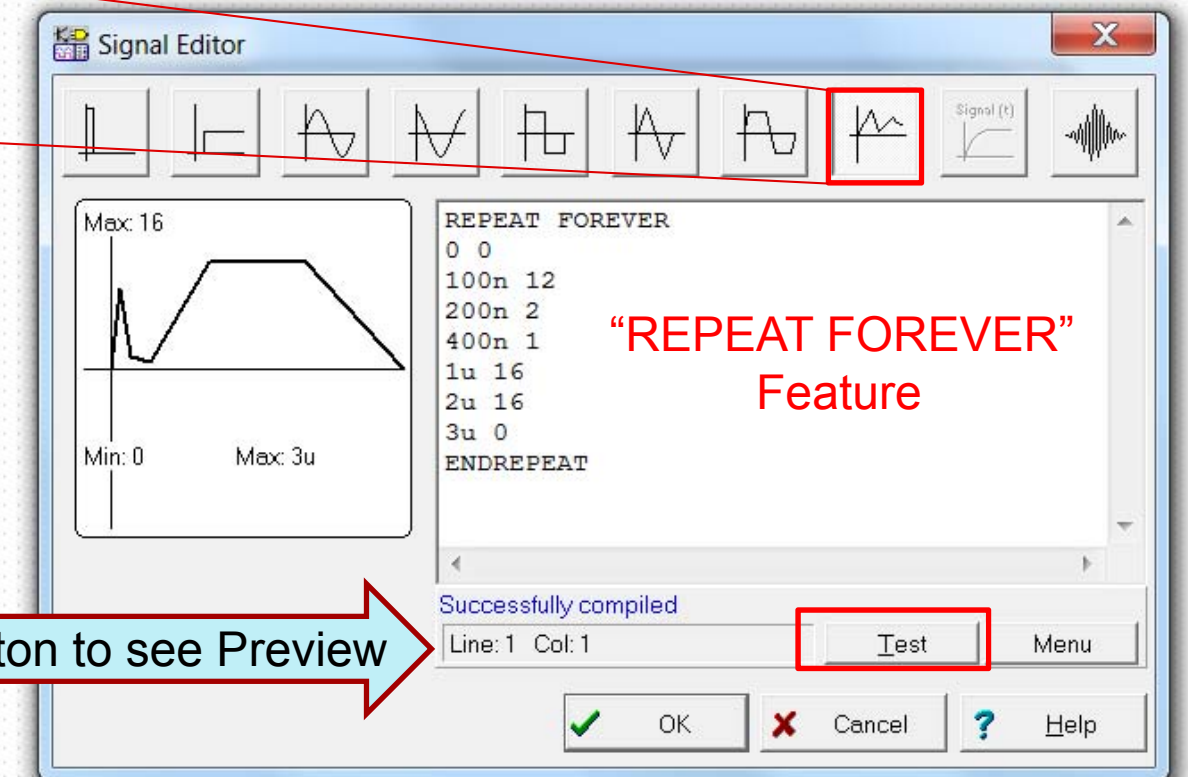 Signal Editor
Signal (t)
Max: 16
Min: 0 Max: 3u
REPEAT FOREVER
0 0
100n 12
200n 2
400n 1
1u 16
2u 16
3u 0
ENDREPEAT
“REPEAT FOREVER”
Feature
Successfully compiled
ton to see Preview
Line: 1 Col: 1
Test
Menu
OK
Cancel
? Help